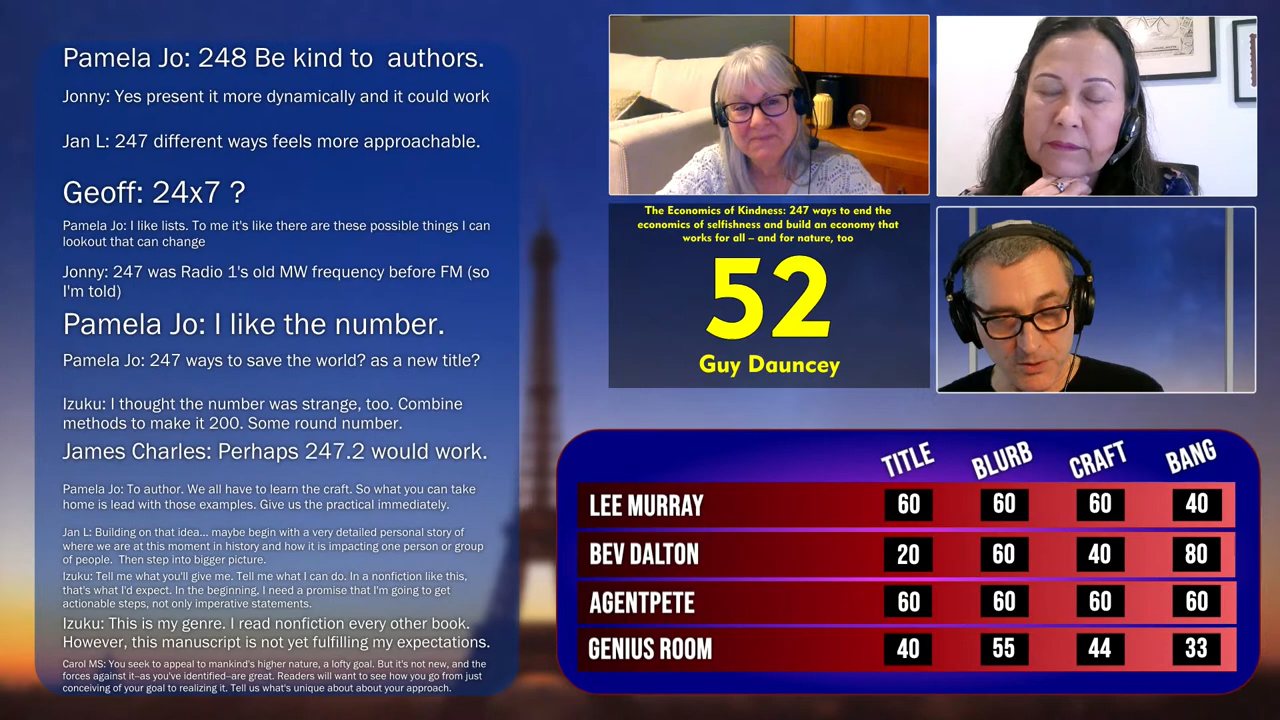 Pamela Jo: 248 Be kind to  authors.
Jonny: Yes present it more dynamically and it could work
Jan L: 247 different ways feels more approachable.
Geoff: 24x7 ?
Pamela Jo: I like lists. To me it's like there are these possible things I can
lookout that can change
Jonny: 247 was Radio 1's old MW frequency before FM (so
I'm told)
Pamela Jo: I like the number.
Pamela Jo: 247 ways to save the world? as a new title?
Izuku: I thought the number was strange, too. Combine
methods to make it 200. Some round number.
James Charles: Perhaps 247.2 would work.
Pamela Jo: To author. We all have to learn the craft. So what you can take
home is lead with those examples. Give us the practical immediately.
Jan L: Building on that idea... maybe begin with a very detailed personal story of
where we are at this moment in history and how it is impacting one person or group
of people.  Then step into bigger picture.
Izuku: Tell me what you'll give me. Tell me what I can do. In a nonfiction like this,
that's what I'd expect. In the beginning, I need a promise that I'm going to get
actionable steps, not only imperative statements.
Izuku: This is my genre. I read nonfiction every other book.
However, this manuscript is not yet fulfilling my expectations.
Carol MS: You seek to appeal to mankind's higher nature, a lofty goal. But it's not new, and the
forces against it--as you've identified--are great. Readers will want to see how you go from just
conceiving of your goal to realizing it. Tell us what's unique about about your approach.
The Economics of Kindness: 247 ways to end the
economics of selfishness and build an economy that
works for all – and for nature, too
52
Guy Dauncey
TITLE BLURB CRAFT BANG
LEE MURRAY 60 60 60 40
BEV DALTON 20 60 40 80
AGENTPETE 60 60 60 60
GENIUS ROOM 40 55 44 33